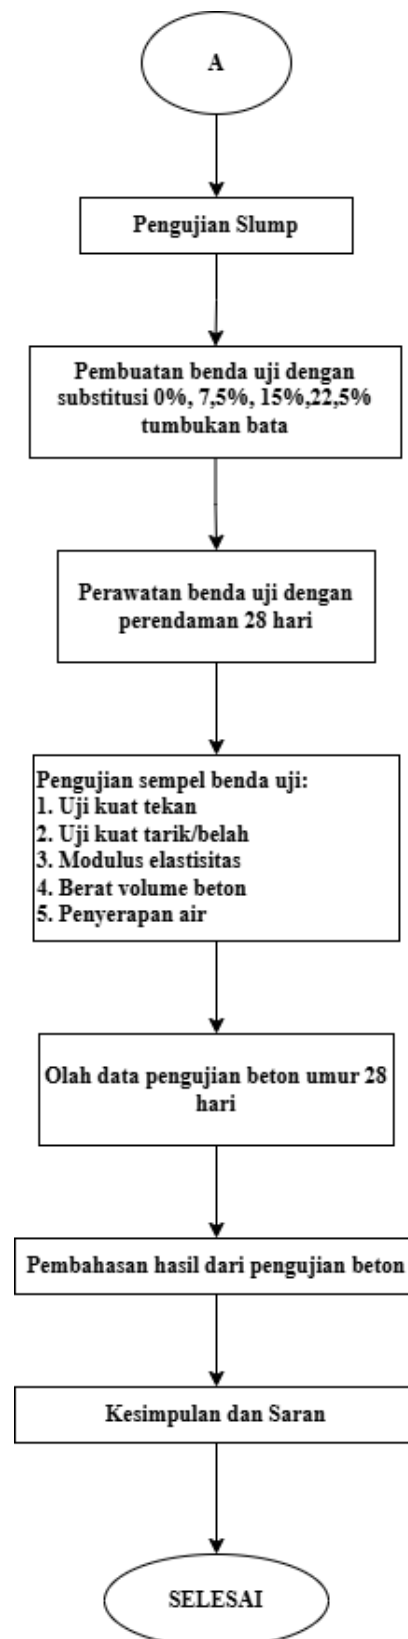 A
Pengujian Slump
Pembuatan benda uji dengan
substitusi 0%, 7,5%, 15%,22,5%
tumbukan bata
Perawatan benda uji dengan
perendaman 28 hari
Pengujian sempel benda uji:
1. Uji kuat tekan
2. Uji kuat tarik/belah
3. Modulus elastisitas
4. Berat volume beton
5. Penyerapan air
Olah data pengujian beton umur 28
hari
Pembahasan hasil dari pengujian beton
Kesimpulan dan Saran
SELESAI